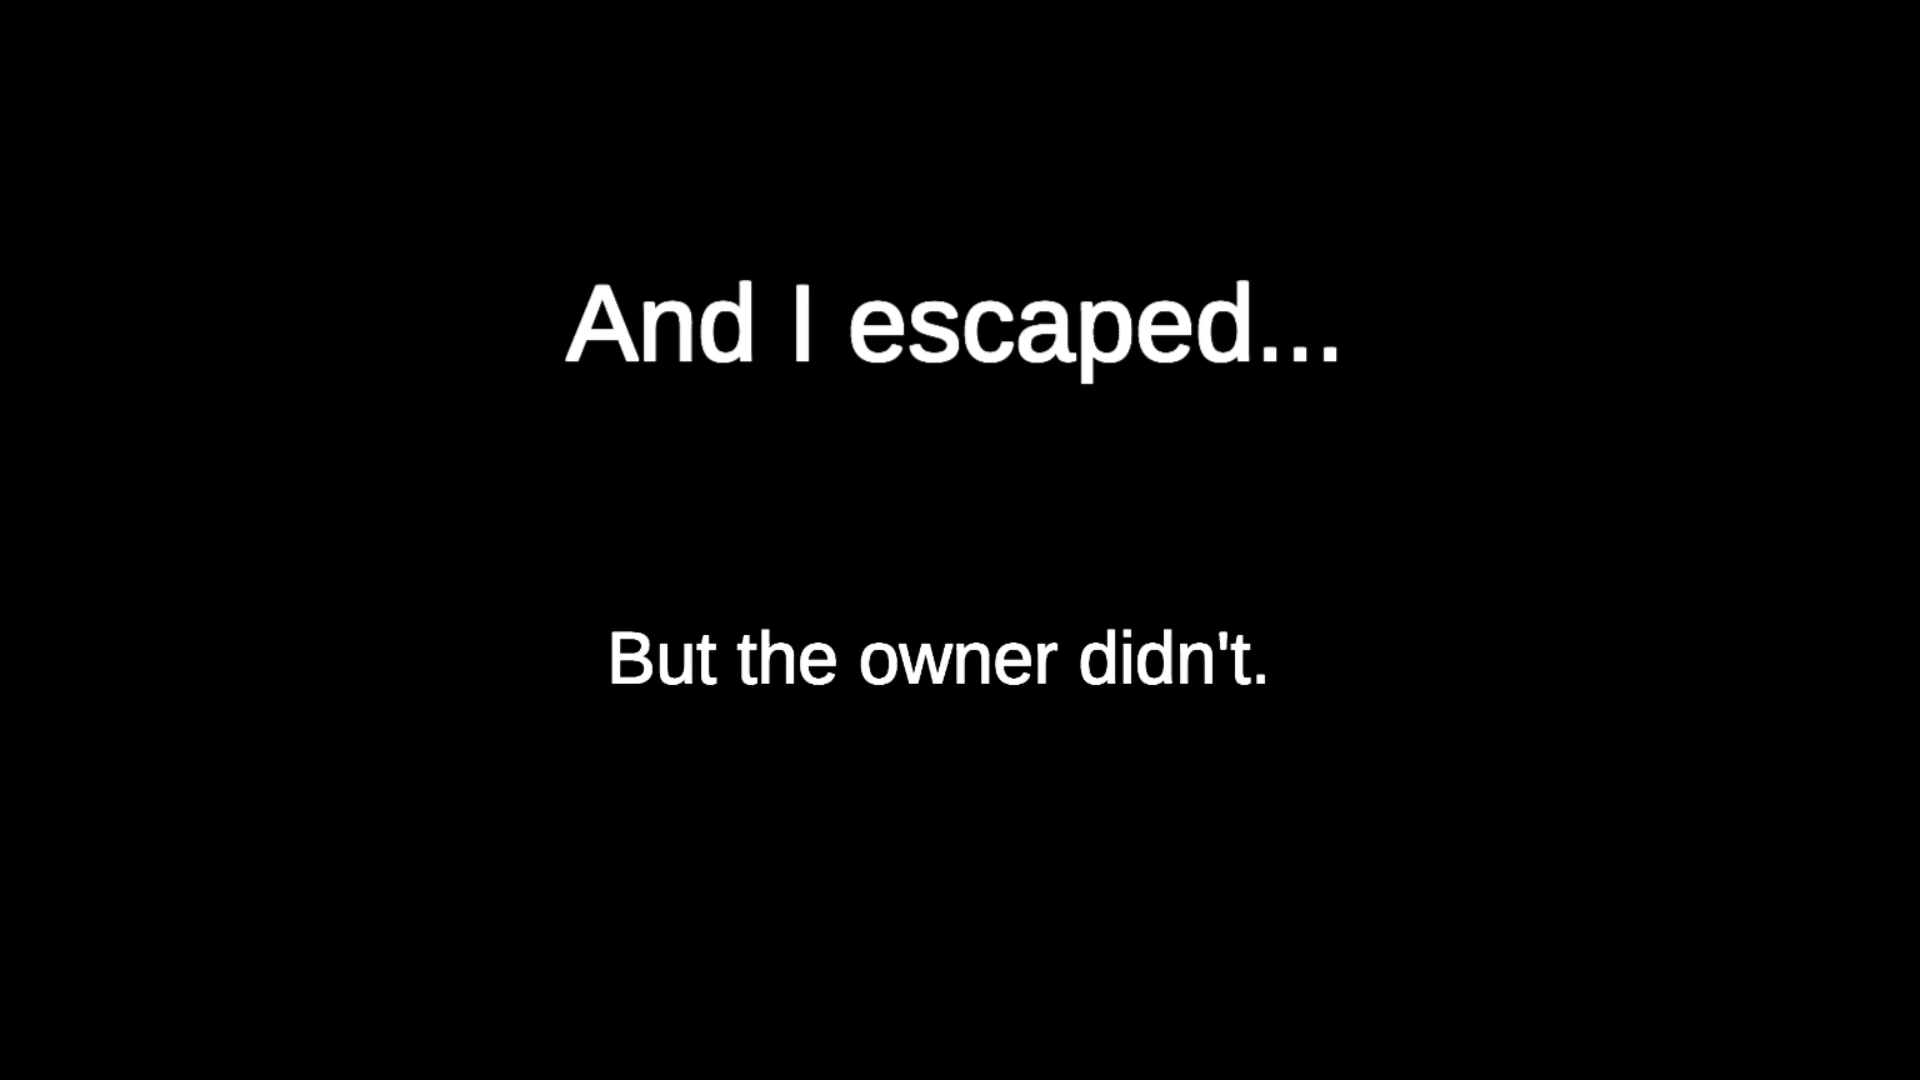 And I escaped...
But the owner didn't.